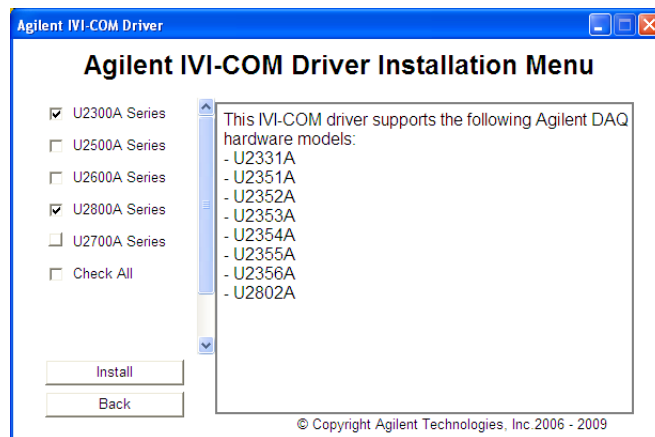 Agilent IVI-COM Driver
Agilent IVI-COM Driver Installation Menu
U2300A Series
U2500A Series
U2600A Series
U2800A Series
U2700A Series
Check All
Install
Back
This IVI-COM driver supports the following Agilent DAQ
hardware models:
- U2331A
- U2351A
- U2352A
- U2353A
- U2354A
- U2355A
- U2356A
- U2802A
© Copyright Agilent Technologies, Inc.2006 - 2009